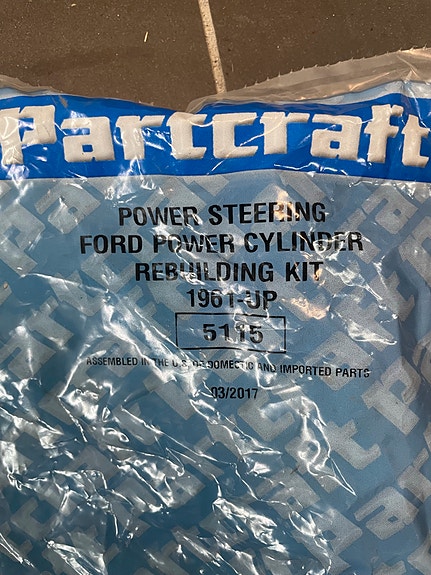 Partcraft
POWER STEERING
FORD POWER CYLINDER
REBUILDING KIT
1961-UP
5115
ASSEMBLED IN THE U.S. OF DOMESTIC AND IMPORTED PARTS
03/2017